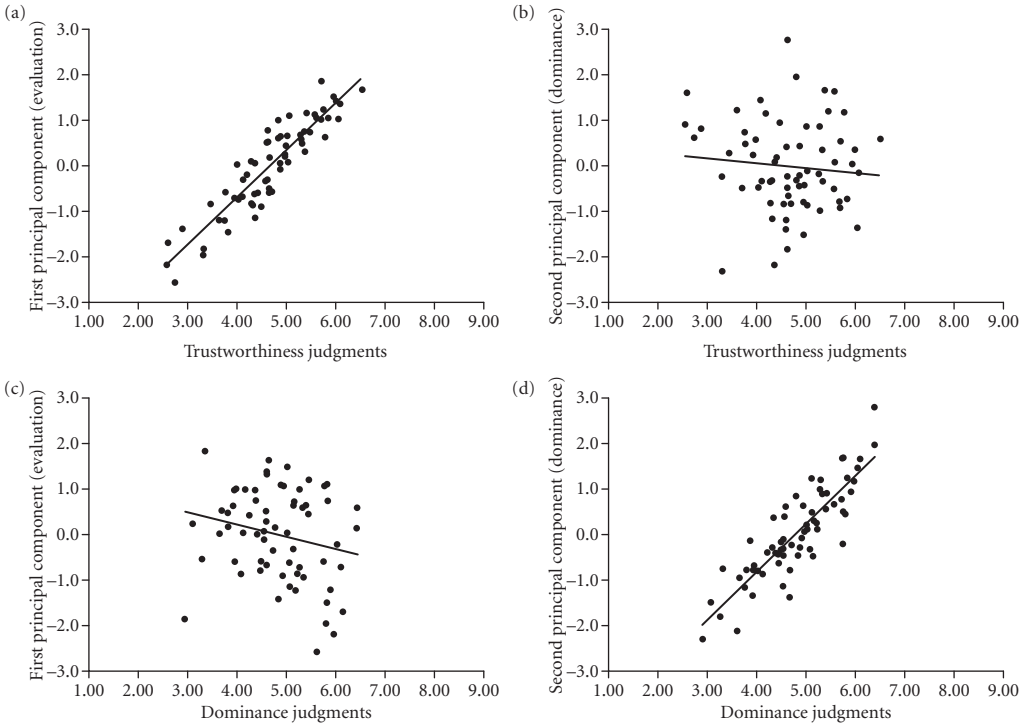 (a)
First principal component (evaluation)
3.0
2.0
1.0
0.0
–1.0
–2.0
–3.0
1.00 2.00 3.00 4.00 5.00 6.00 7.00 8.00 9.00
Trustworthiness judgments
(b)
Second principal component (dominance)
3.0
2.0
1.0
0.0
–1.0
–2.0
–3.0
1.00 2.00 3.00 4.00 5.00 6.00 7.00 8.00 9.00
Trustworthiness judgments
(c)
First principal component (evaluation)
3.0
2.0
1.0
0.0
–1.0
–2.0
–3.0
1.00 2.00 3.00 4.00 5.00 6.00 7.00 8.00 9.00
Dominance judgments
(d)
Second principal component (dominance)
3.0
2.0
1.0
0.0
–1.0
–2.0
–3.0
1.00 2.00 3.00 4.00 5.00 6.00 7.00 8.00 9.00
Dominance judgments